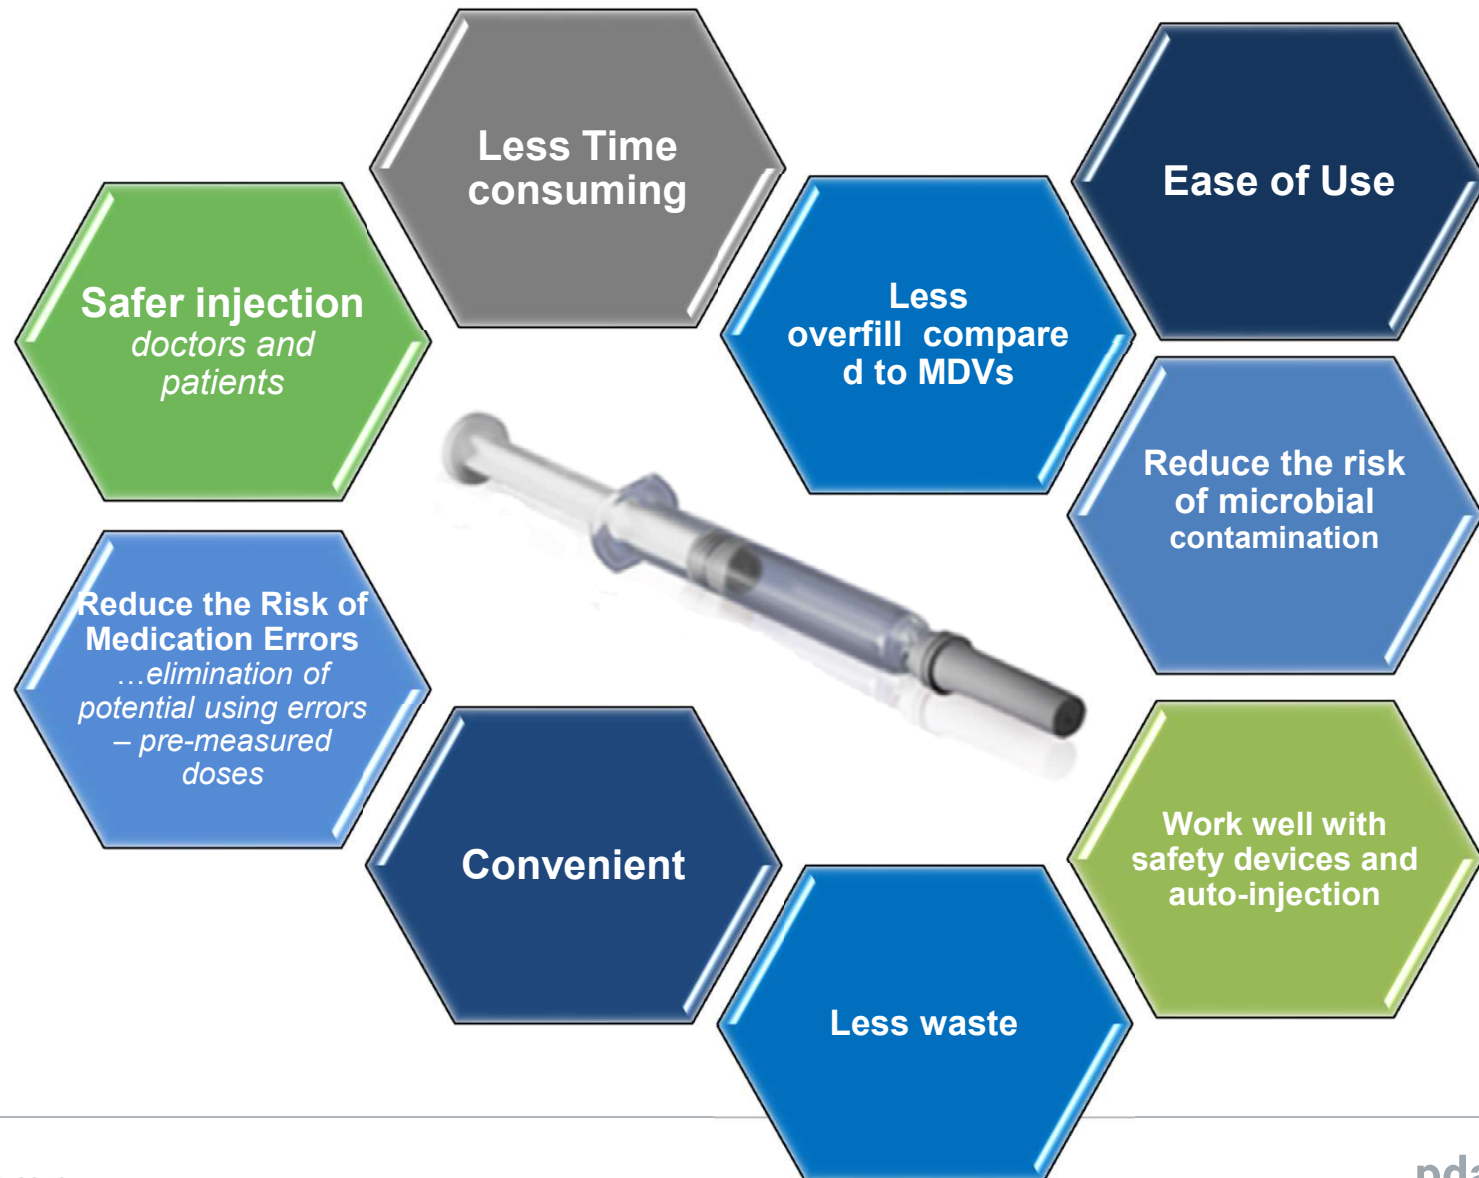 Less Time
consuming
Ease of Use
Safer injection
doctors and
patients
Less
overfill  compare
d to MDVs
Reduce the risk
of microbial
contamination
Reduce the Risk of
Medication Errors
…elimination of
potential using errors
– pre-measured
doses
Convenient
Work well with
safety devices and
auto-injection
Less waste